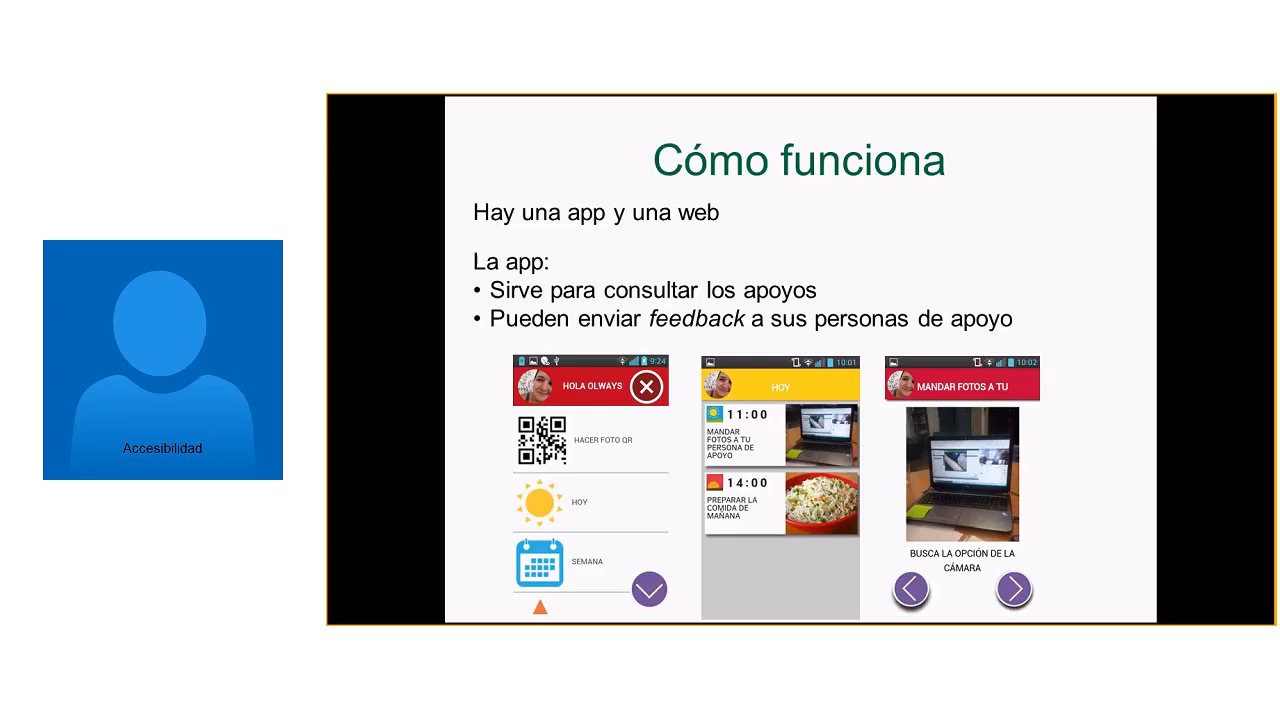 Cómo funciona
Hay una app y una web
La app:
• Sirve para consultar los apoyos
• Pueden enviar feedback a sus personas de apoyo
9:24
HOLA OLWAYS
HACER FOTO QR
HOY
SEMANA
10:01
HOY
11:00
MANDAR
FOTOS A TU
PERSONA DE
APOYO
14:00
PREPARAR LA
COMIDA DE
MAÑANA
10:02
MANDAR FOTOS A TU
BUSCA LA OPCIÓN DE LA
CÁMARA
Accesibilidad